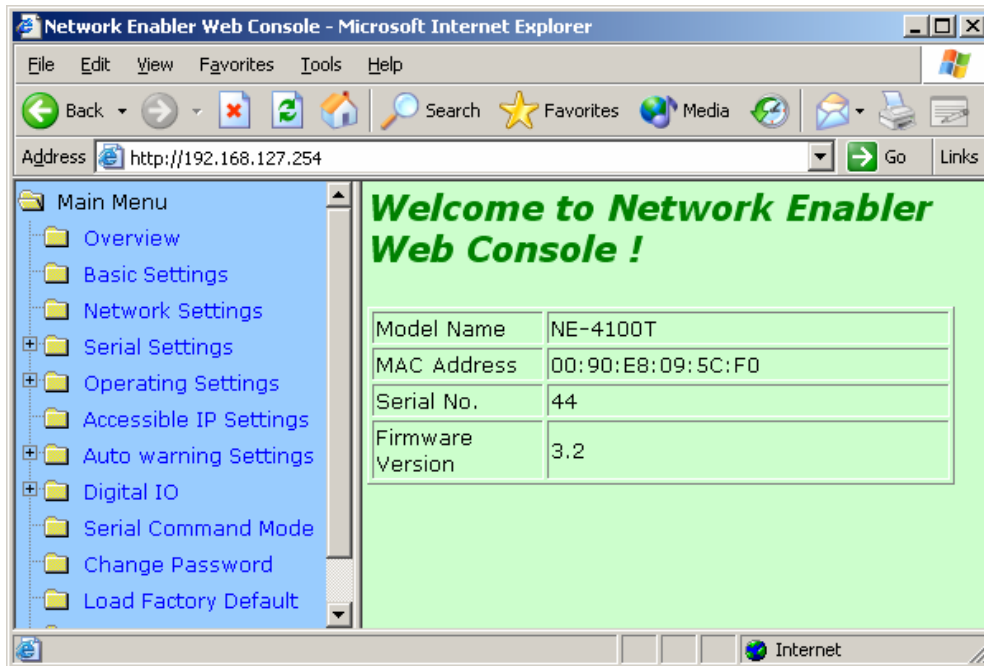 Network Enabler Web Console - Microsoft Internet Explorer
File Edit View Favorites Tools Help
Back Search Favorites Media
Address http://192.168.127.254 Go Links
Main Menu
Overview
Basic Settings
Network Settings
Serial Settings
Operating Settings
Accessible IP Settings
Auto warning Settings
Digital IO
Serial Command Mode
Change Password
Load Factory Default
Welcome to Network Enabler
Web Console !
Model Name NE-4100T
MAC Address 00:90:E8:09:5C:F0
Serial No. 44
Firmware
Version 3.2
Internet